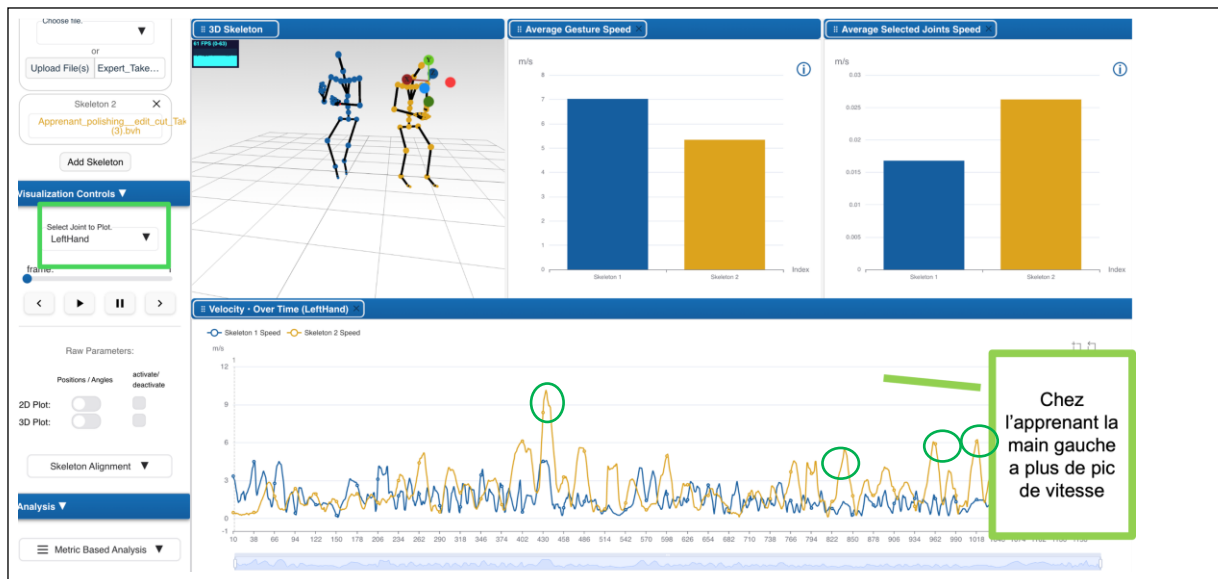 Choose file.
or
Upload File(s) Expert_Take...
Skeleton 2 ×
Apprenant_polishing__edit_cut_Tak
(3).bvh
Add Skeleton
Visualization Controls ▼
Select Joint to Plot.
LeftHand
frame: 1
Raw Parameters:
Positions / Angles activate/
deactivate
2D Plot:
3D Plot:
Skeleton Alignment ▼
Analysis ▼
Metric Based Analysis ▼
3D Skeleton
61 FPS (0-63)
Average Gesture Speed ×
m/s
8
7
6
5
4
3
2
1
0
Skeleton 1 Skeleton 2 Index
Average Selected Joints Speed ×
m/s
0.03
0.025
0.02
0.015
0.01
0.005
0
Skeleton 1 Skeleton 2 Index
Velocity · Over Time (LeftHand) ×
Skeleton 1 Speed Skeleton 2 Speed
m/s
1
12
9
6
3
0
-1
10 38 66 94 122 150 178 206 234 262 290 318 346 374 402 430 458 486 514 542 570 598 626 654 682 710 738 766 794 822 850 878 906 934 962 990 1018
Chez
l'apprenant la
main gauche
a plus de pic
de vitesse